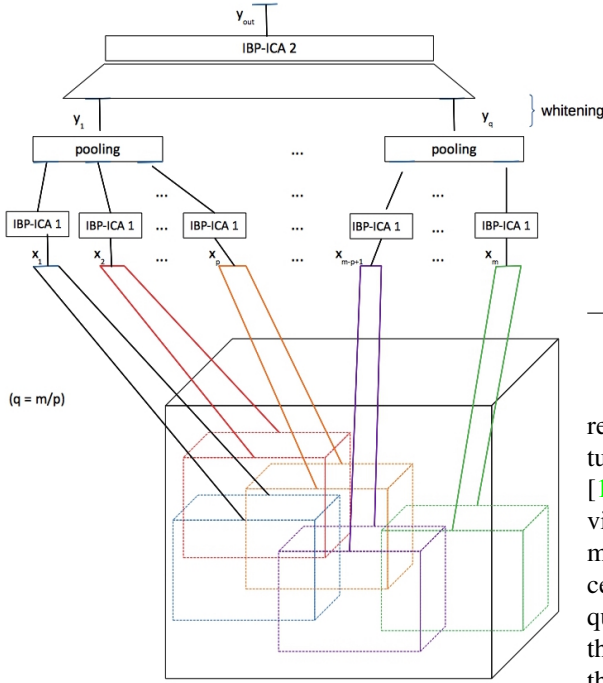 y_out
IBP-ICA 2
y_1 y_q whitening
pooling ... pooling
... ... ...
IBP-ICA 1 IBP-ICA 1 ... IBP-ICA 1 ... IBP-ICA 1 ... IBP-ICA 1
x_1 x_2 ... x_p ... x_m-p+1 ... x_m
(q = m/p)
re
tu
[1
vi
m
ce
qu
th
th